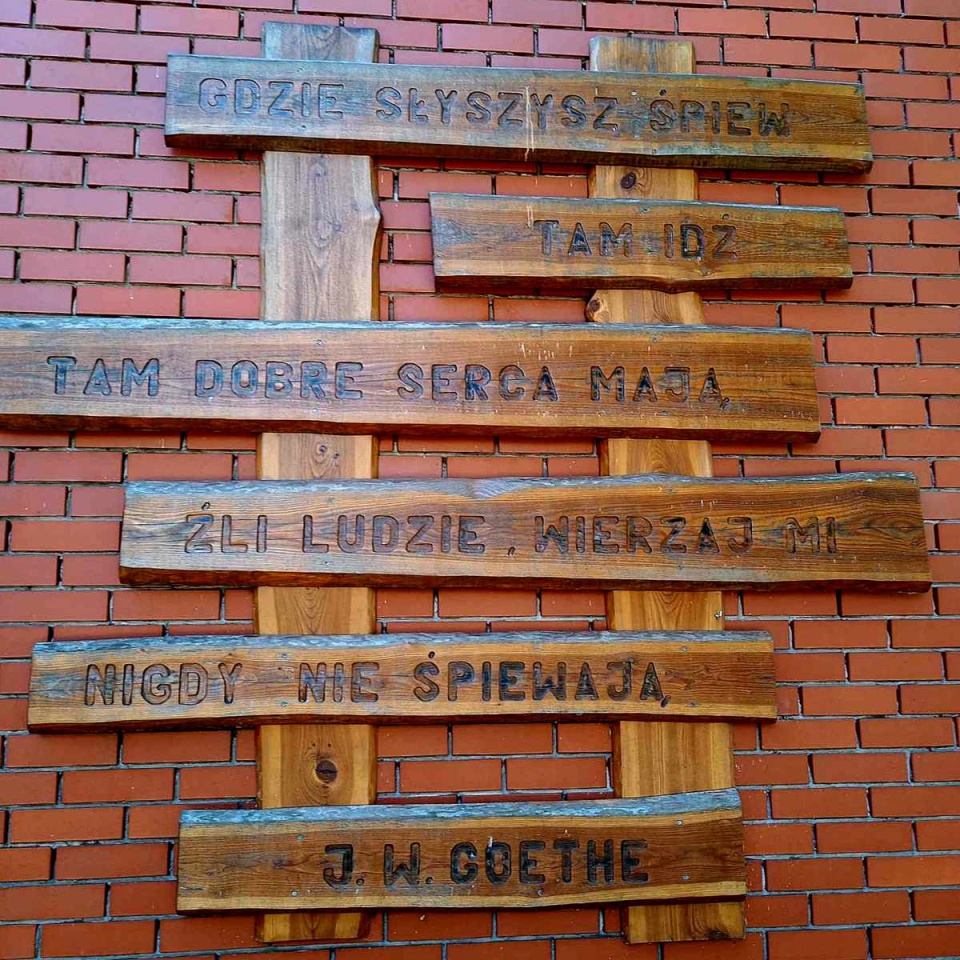 GDZIE SŁYSZYSZ ŚPIEW
TAM IDŹ
TAM DOBRE SERCA MAJĄ,
ŹLI LUDZIE, WIERZAJ MI
NIGDY NIE ŚPIEWAJĄ,
J. W. GOETHE